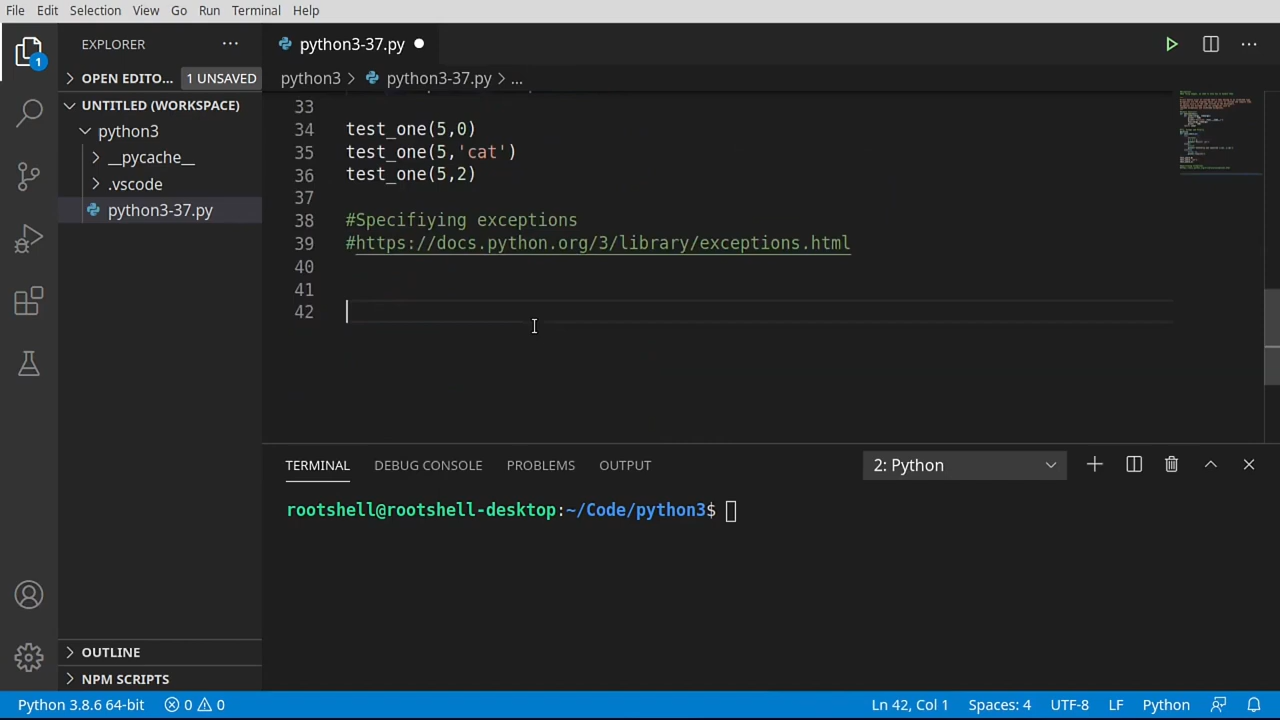 File Edit Selection View Go Run Terminal Help
EXPLORER
python3-37.py
OPEN EDITO... 1 UNSAVED
python3 > python3-37.py > ...
UNTITLED (WORKSPACE)
python3
__pycache__
.vscode
python3-37.py
33
34 test_one(5,0)
35 test_one(5,'cat')
36 test_one(5,2)
37
38 #Specifiying exceptions
39 #https://docs.python.org/3/library/exceptions.html
40
41
42
1
TERMINAL DEBUG CONSOLE PROBLEMS OUTPUT 2: Python
rootshell@rootshell-desktop:~/Code/python3$
OUTLINE
NPM SCRIPTS
Python 3.8.6 64-bit 0 0 Ln 42, Col 1 Spaces: 4 UTF-8 LF Python